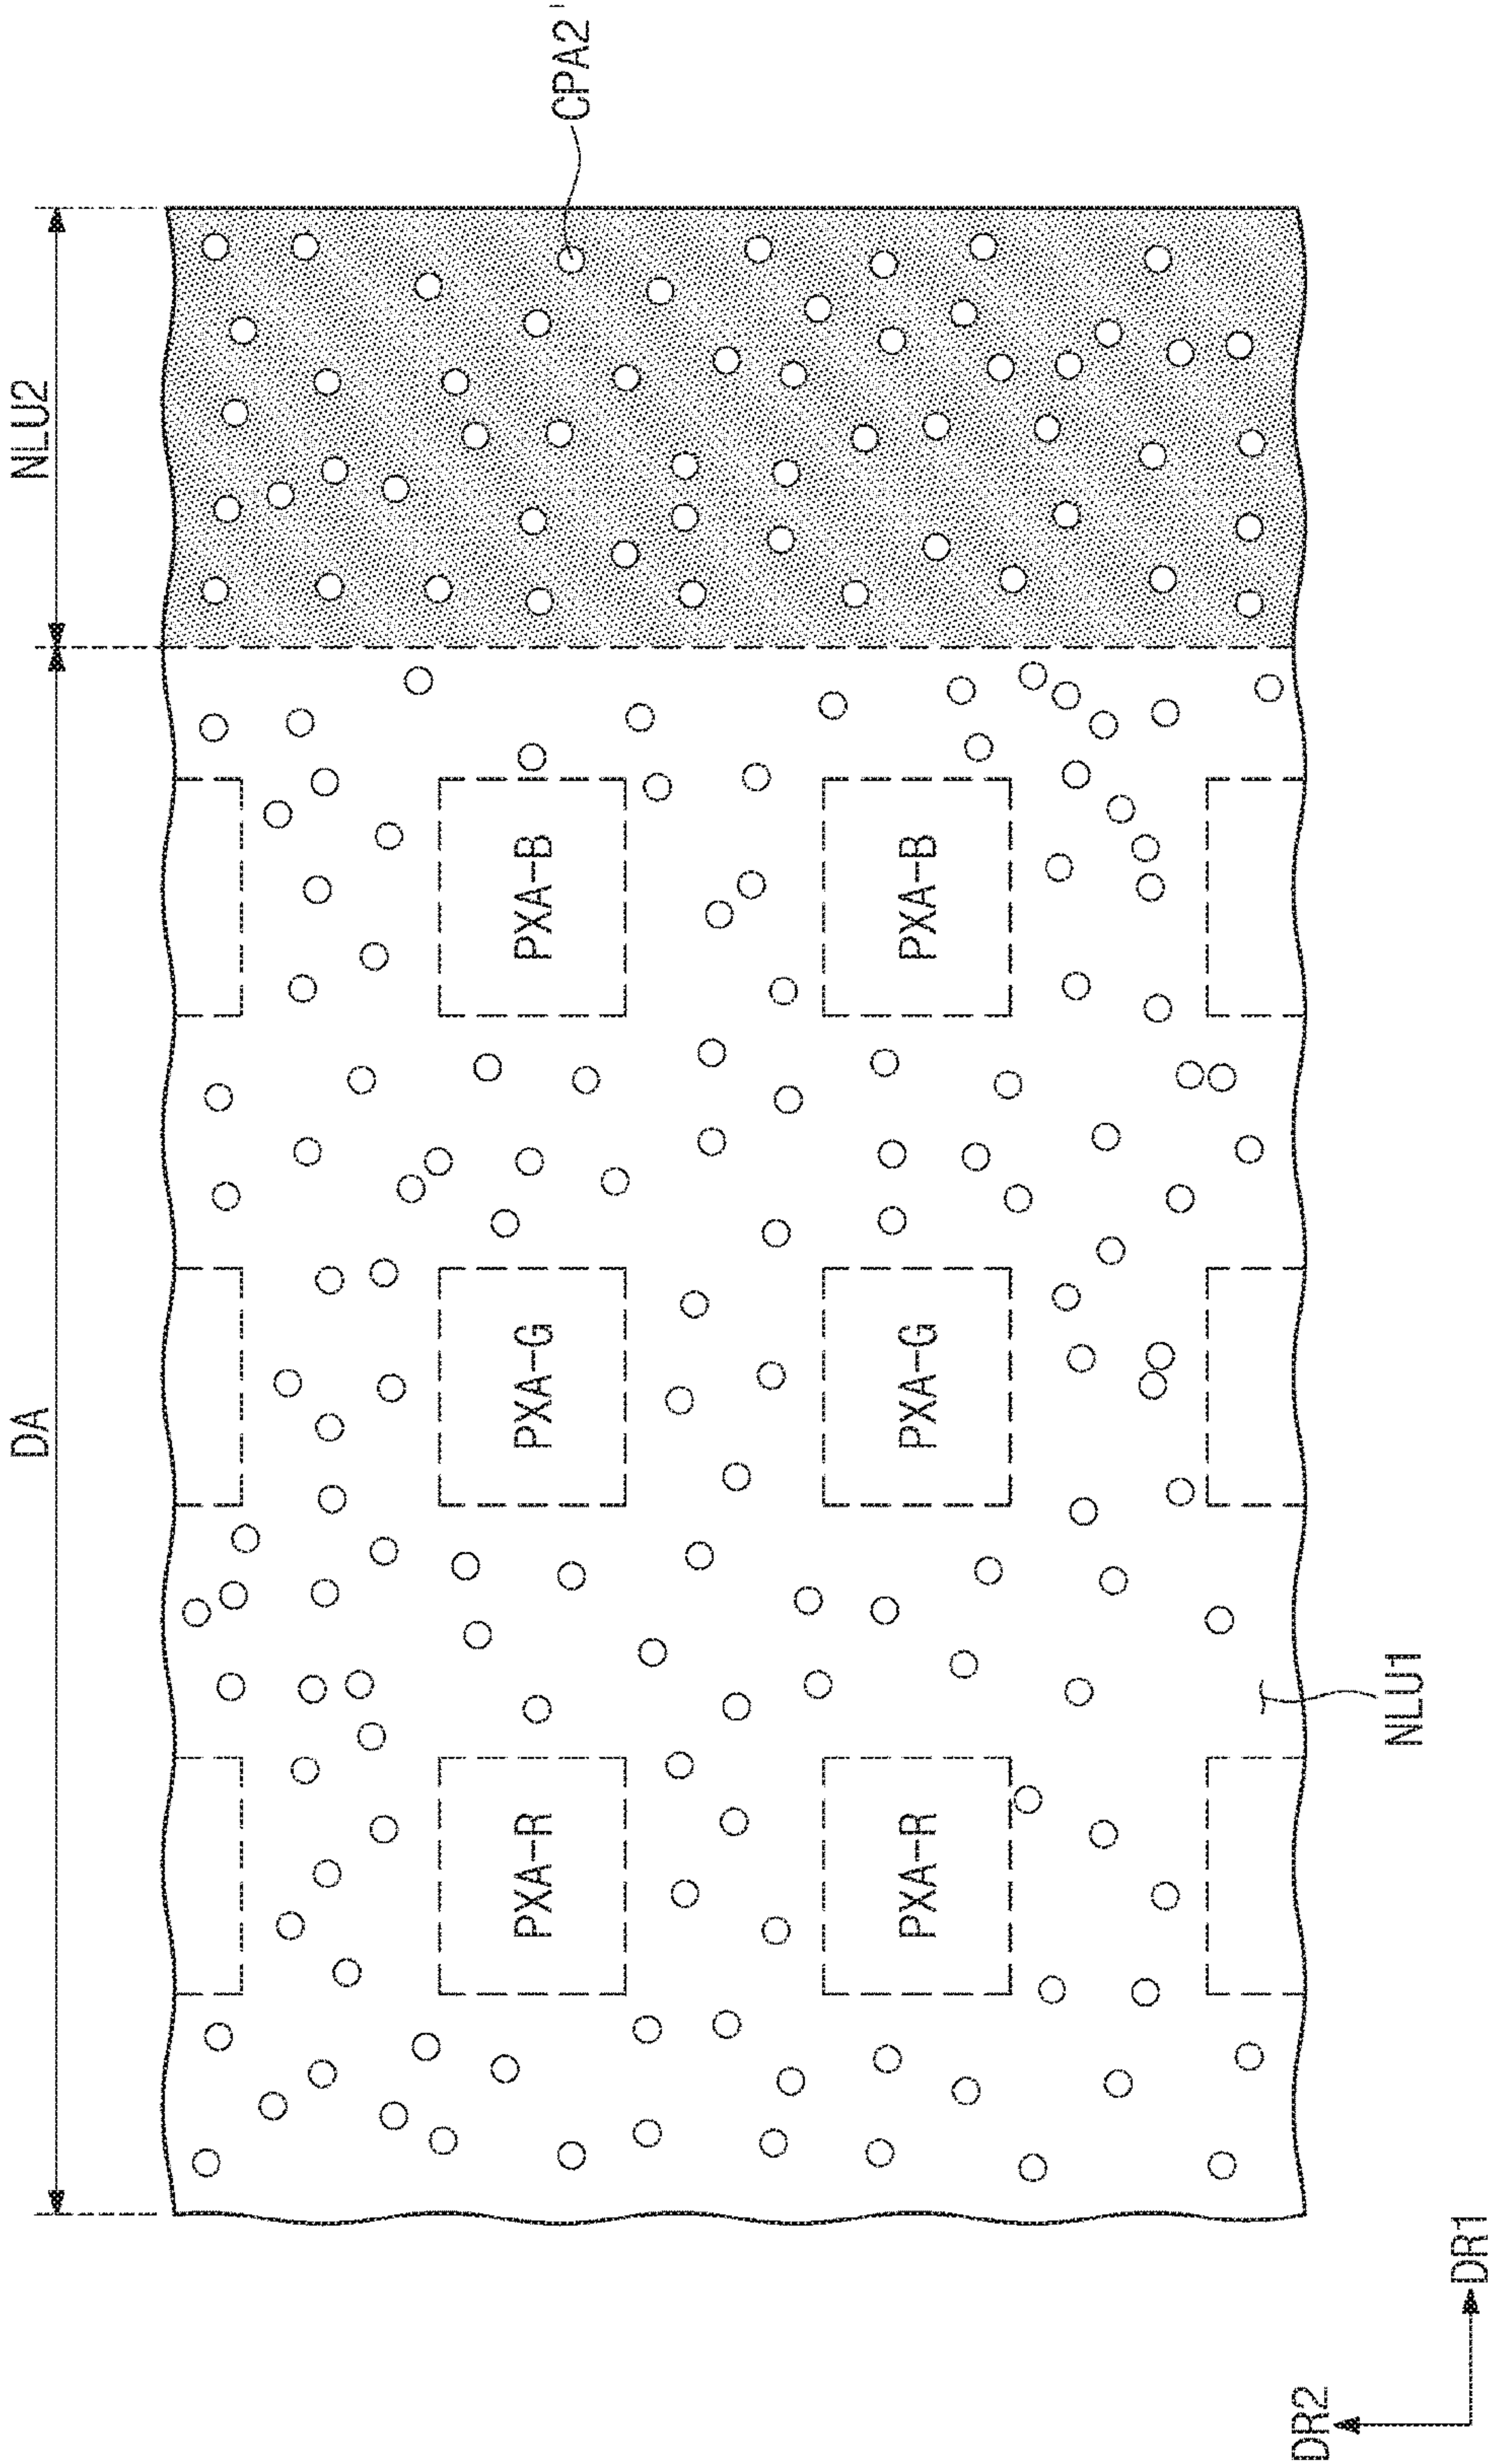 DA
NLU2
PXA-R
PXA-G
PXA-B
CPA2'
PXA-R
PXA-G
PXA-B
DR2
NLU1
DR1